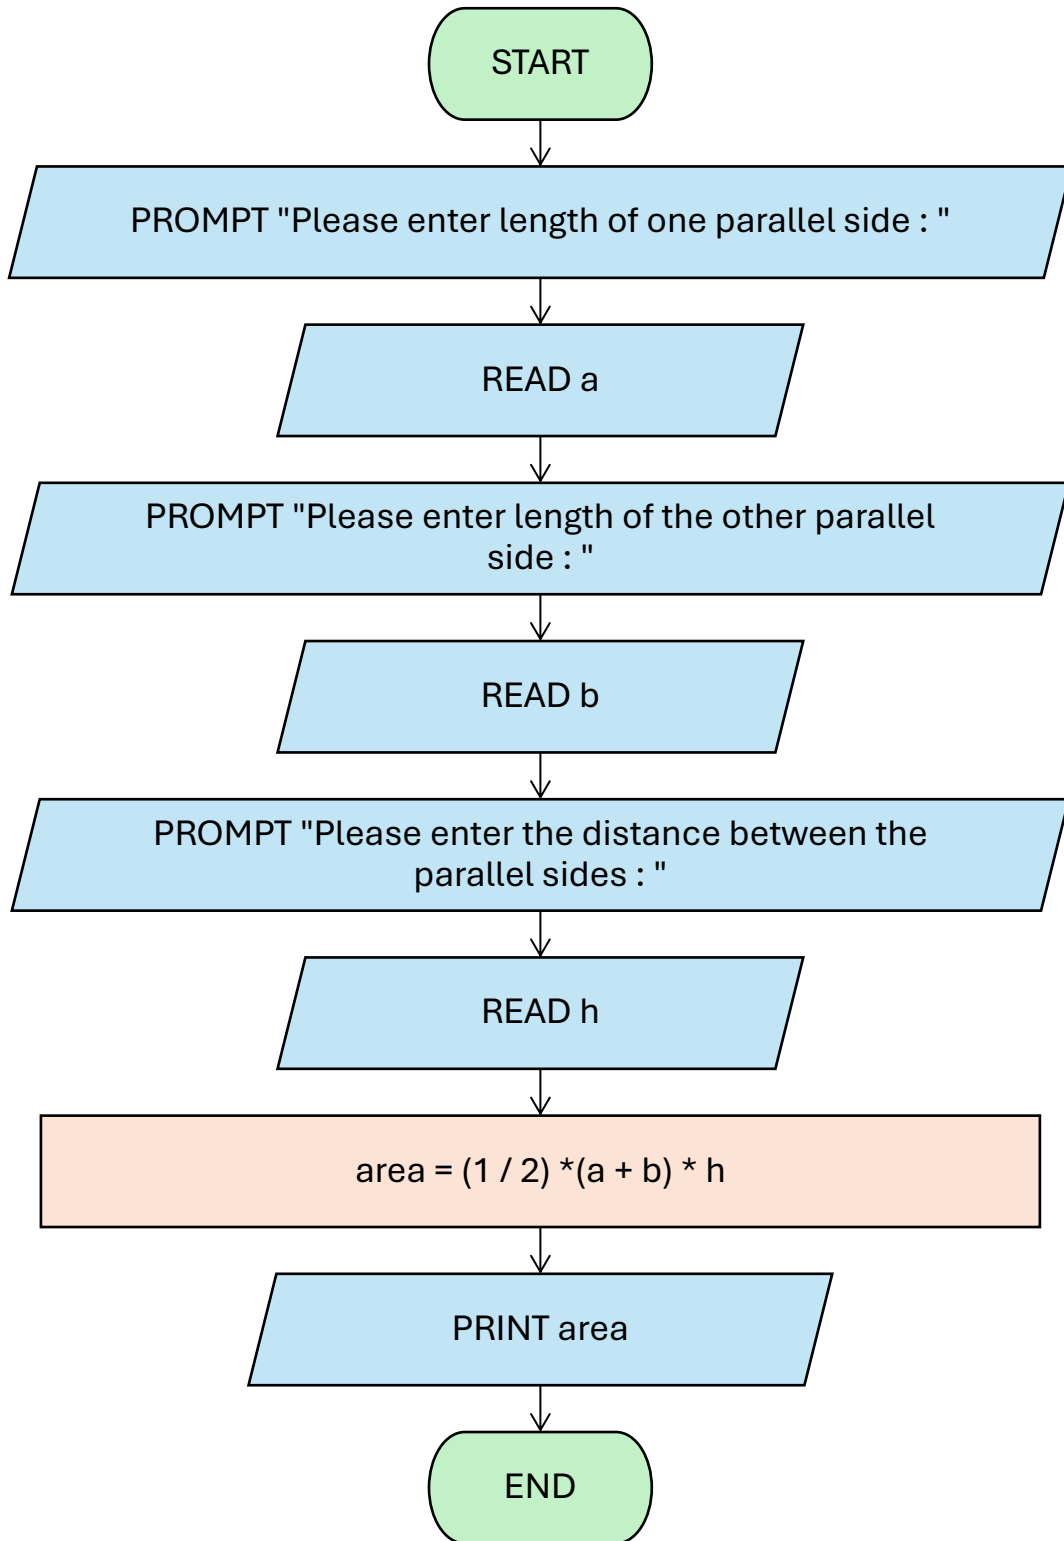 START
PROMPT "Please enter length of one parallel side : "
READ a
PROMPT "Please enter length of the other parallel
side : "
READ b
PROMPT "Please enter the distance between the
parallel sides : "
READ h
area = (1 / 2) *(a + b) * h
PRINT area
END